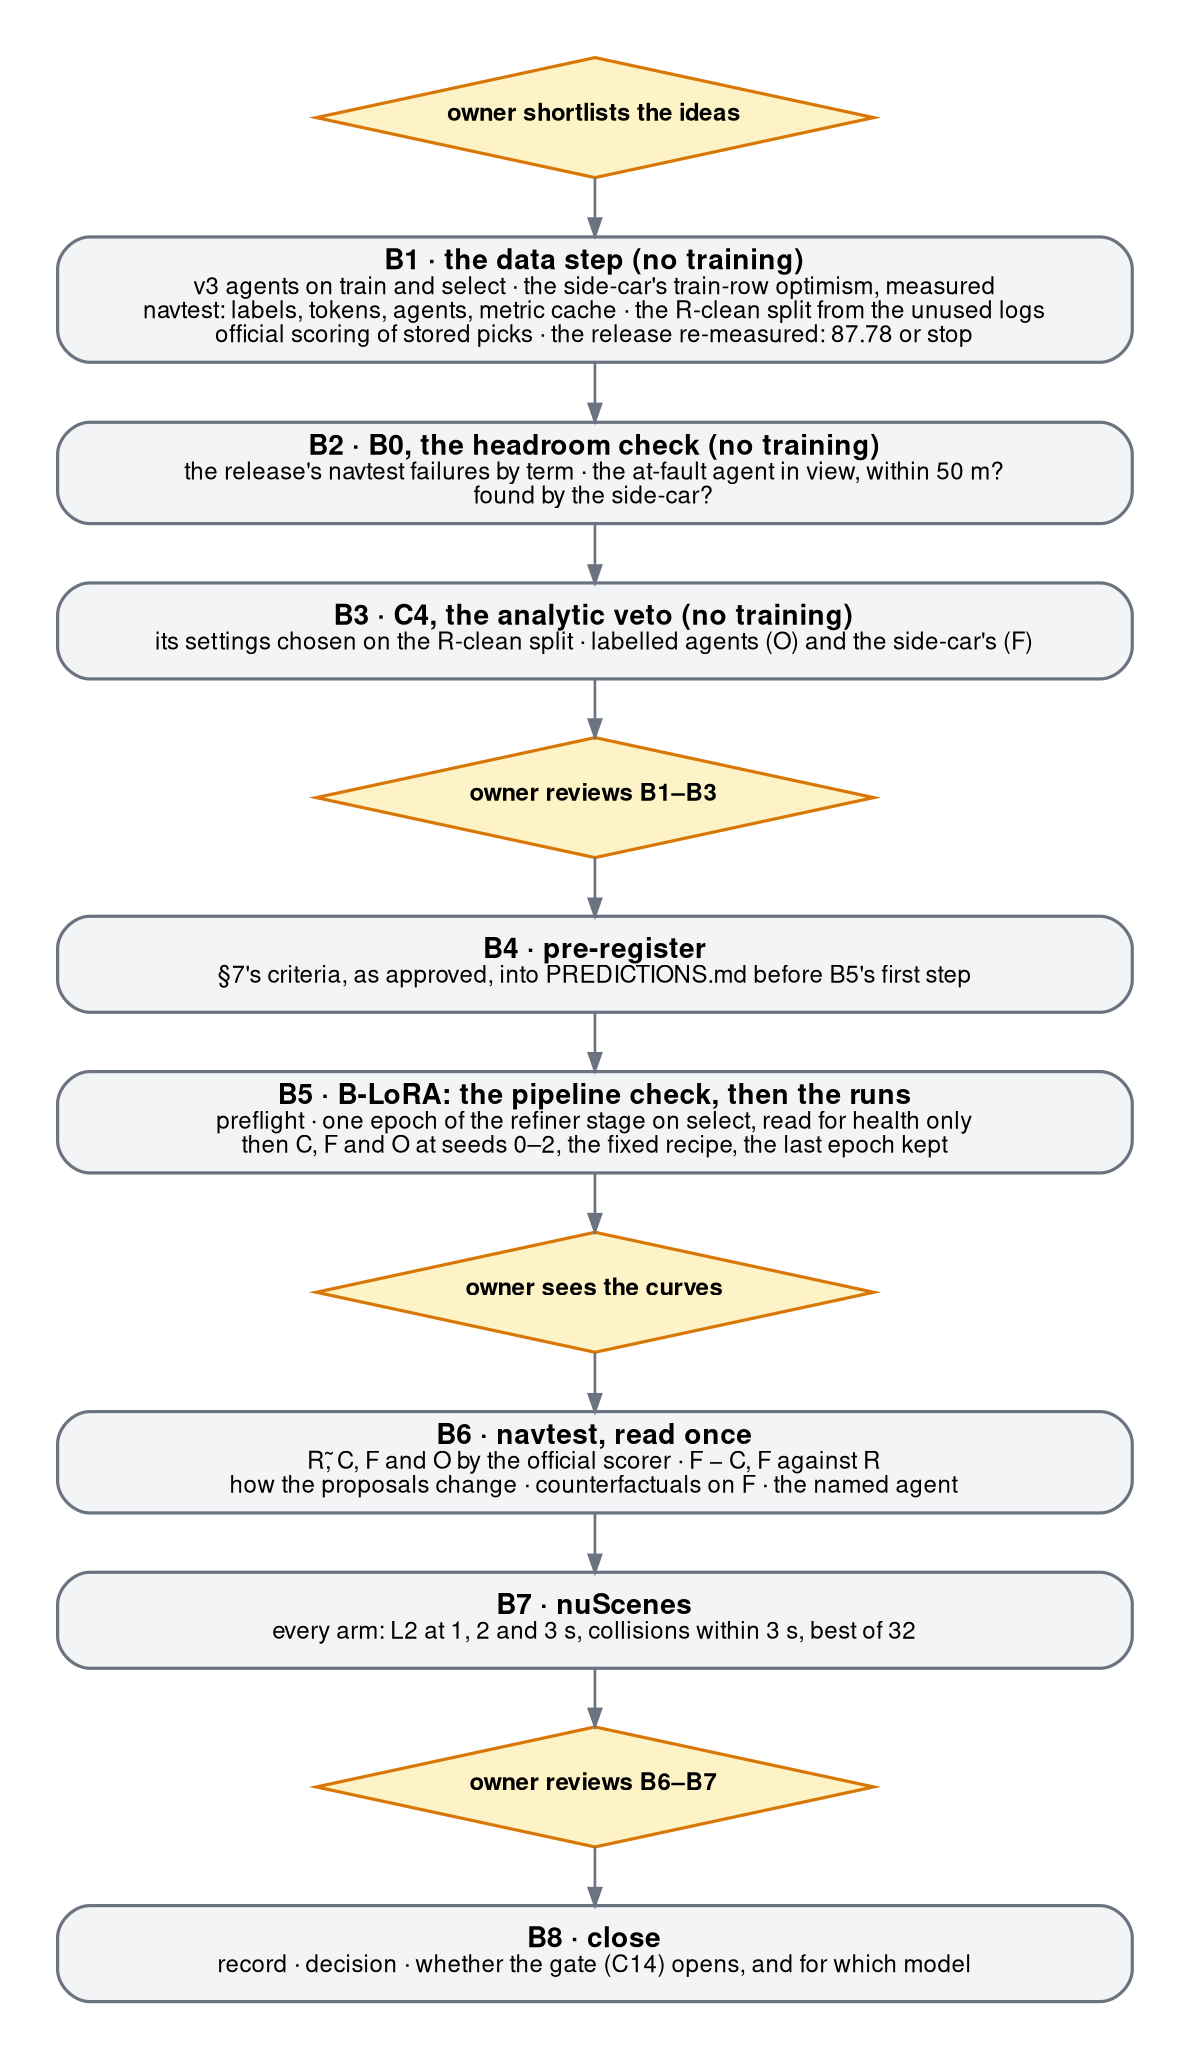 owner shortlists the ideas
B1 · the data step (no training)
v3 agents on train and select · the side-car's train-row optimism, measured
navtest: labels, tokens, agents, metric cache · the R-clean split from the unused logs
official scoring of stored picks · the release re-measured: 87.78 or stop
B2 · B0, the headroom check (no training)
the release's navtest failures by term · the at-fault agent in view, within 50 m?
found by the side-car?
B3 · C4, the analytic veto (no training)
its settings chosen on the R-clean split · labelled agents (O) and the side-car's (F)
owner reviews B1–B3
B4 · pre-register
§7's criteria, as approved, into PREDICTIONS.md before B5's first step
B5 · B-LoRA: the pipeline check, then the runs
preflight · one epoch of the refiner stage on select, read for health only
then C, F and O at seeds 0–2, the fixed recipe, the last epoch kept
owner sees the curves
B6 · navtest, read once
R̃, C, F and O by the official scorer · F – C, F against R
how the proposals change · counterfactuals on F · the named agent
B7 · nuScenes
every arm: L2 at 1, 2 and 3 s, collisions within 3 s, best of 32
owner reviews B6–B7
B8 · close
record · decision · whether the gate (C14) opens, and for which model